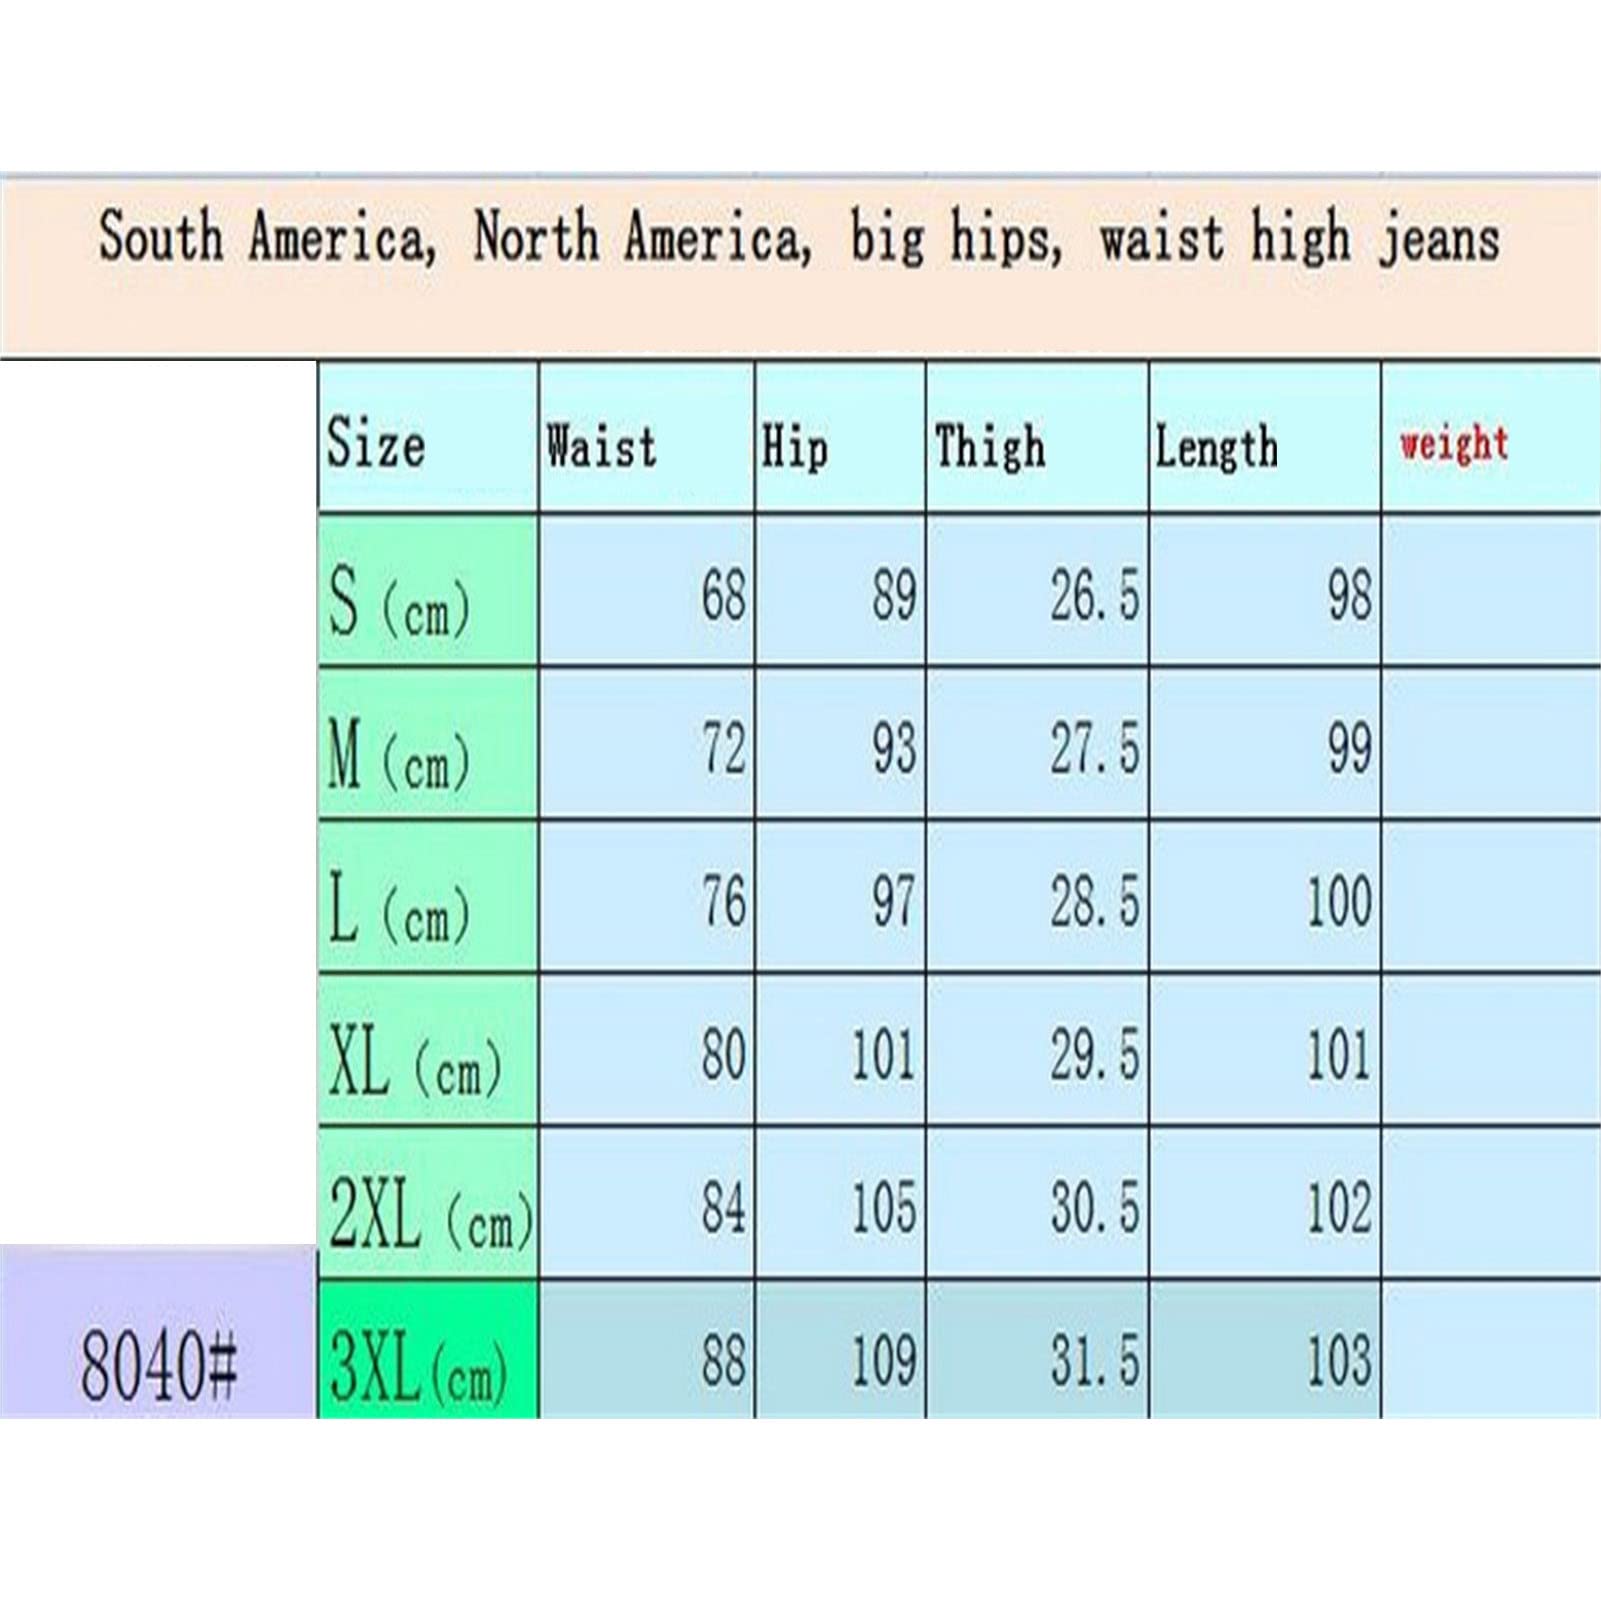 South America, North America, big hips, waist high jeans
Size Waist Hip Thigh Length weight
S (cm) 68 89 26.5 98
M (cm) 72 93 27.5 99
L (cm) 76 97 28.5 100
XL (cm) 80 101 29.5 101
2XL (cm) 84 105 30.5 102
8040# 3XL(cm) 88 109 31.5 103